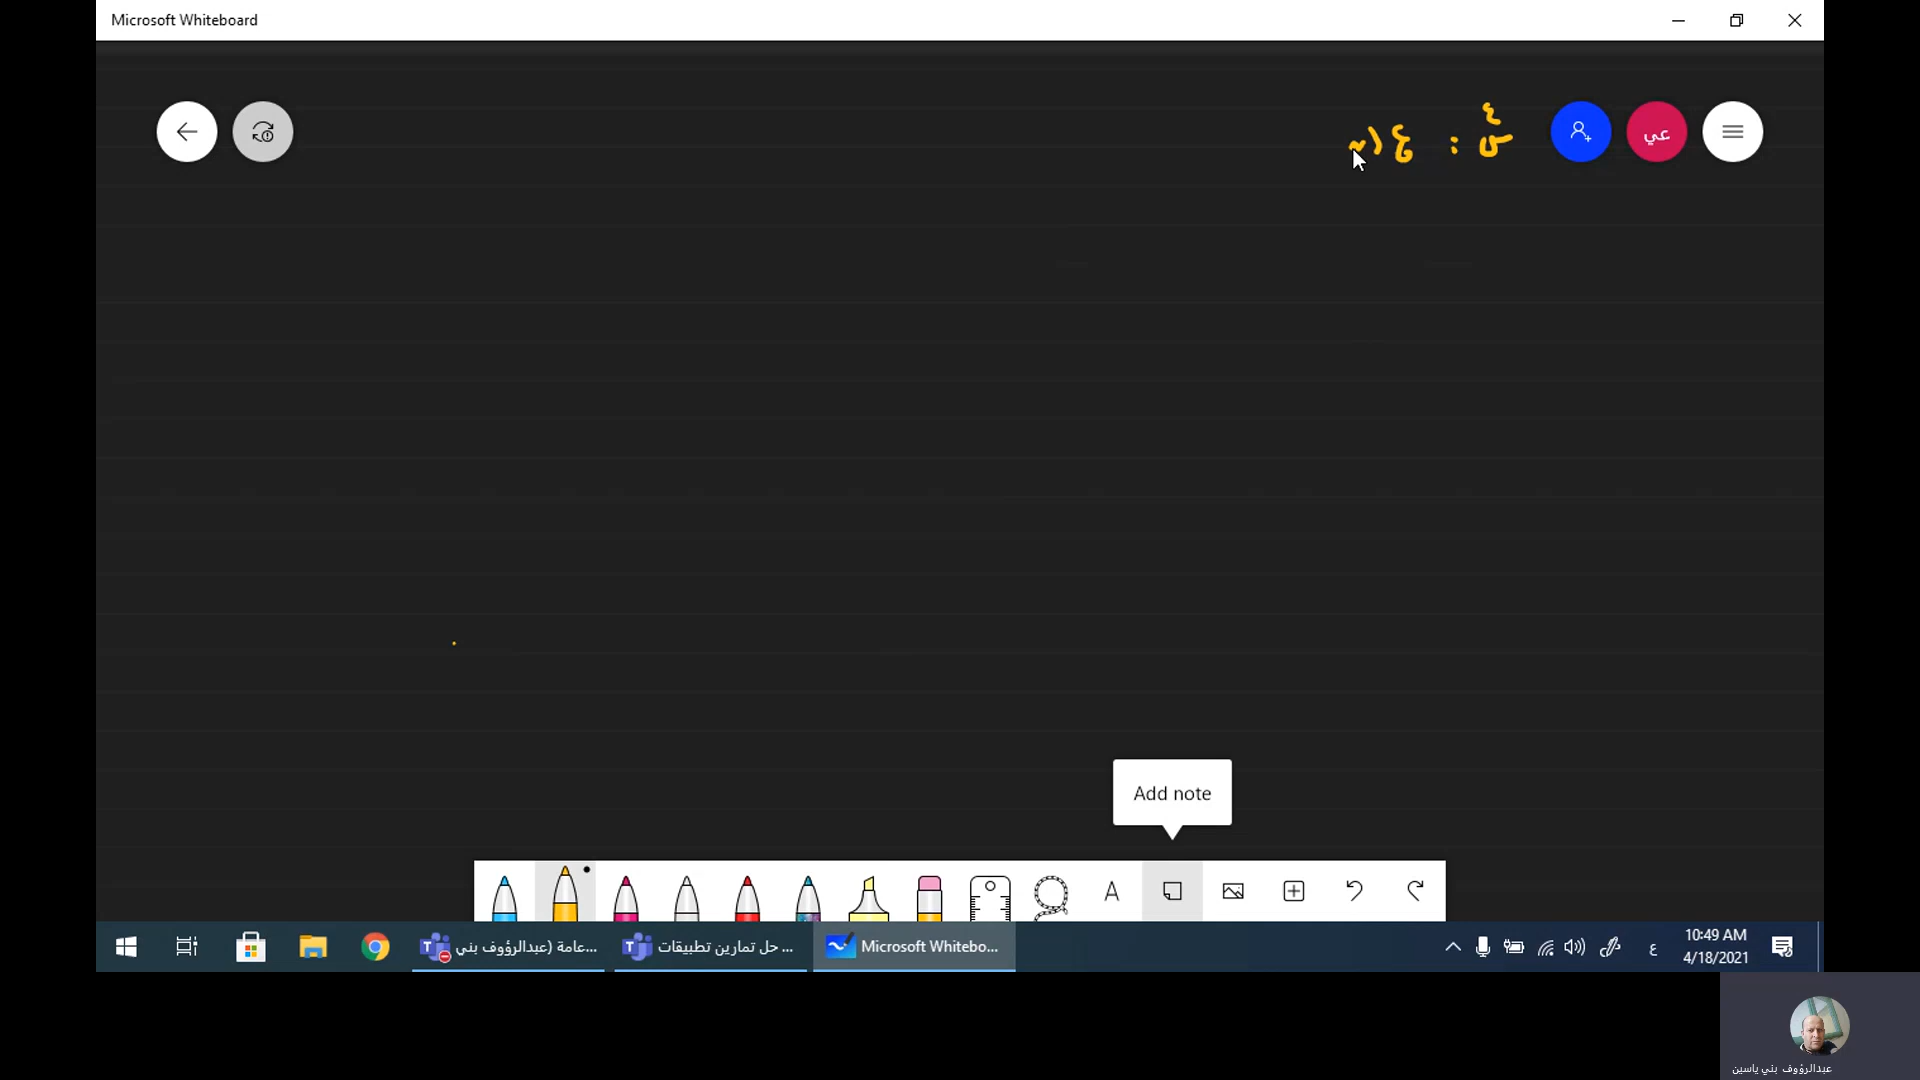 Microsoft Whiteboard
عي
س٤ : ع(ن
Add note
A
عامة (عبدالرؤوف بني...
حل تمارين تطبيقات ...
Microsoft Whitebo...
ع
10:49 AM
4/18/2021
عبدالرؤوف بني ياسين